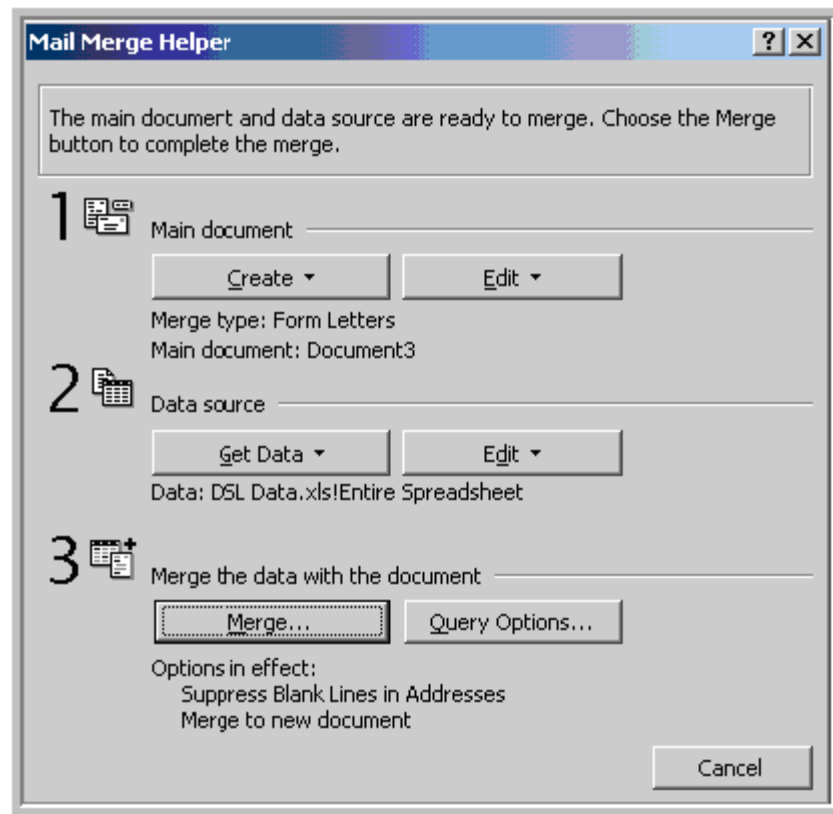 Mail Merge Helper
The main document and data source are ready to merge. Choose the Merge
button to complete the merge.
1
Main document
Create
Edit
Merge type: Form Letters
Main document: Document3
2
Data source
Get Data
Edit
Data: DSL Data.xls!Entire Spreadsheet
3
Merge the data with the document
Merge...
Query Options...
Options in effect:
Suppress Blank Lines in Addresses
Merge to new document
Cancel